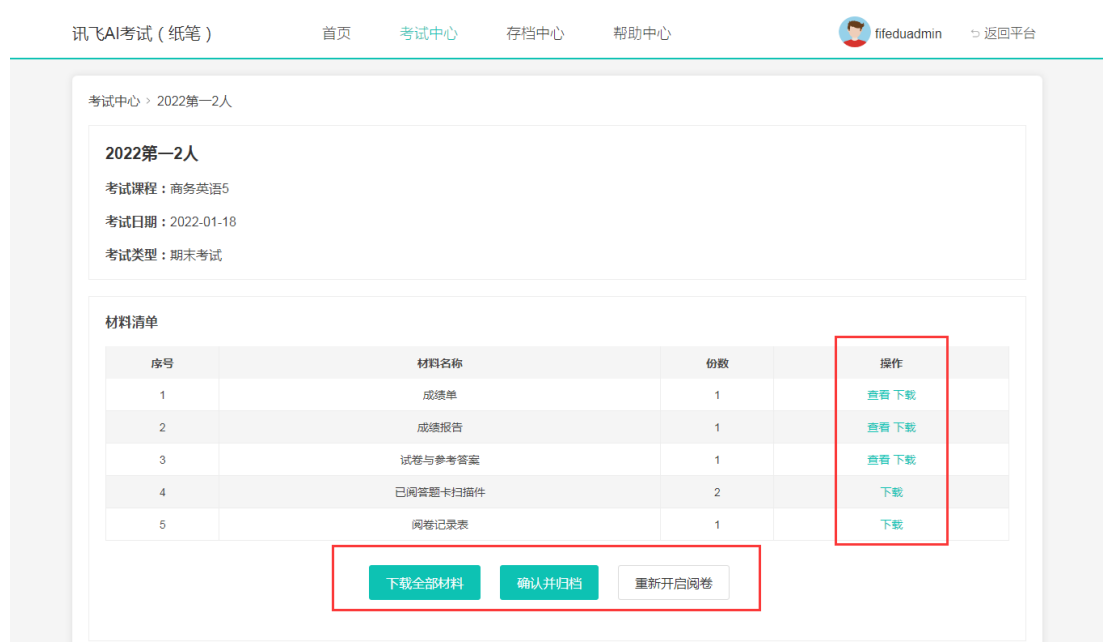 讯飞AI考试（纸笔） 首页 考试中心 存档中心 帮助中心 fifeduadmin 返回平台
考试中心 > 2022第一2人
2022第一2人
考试课程：商务英语5
考试日期：2022-01-18
考试类型：期末考试
材料清单
序号 材料名称 份数 操作
1 成绩单 1 查看 下载
2 成绩报告 1 查看 下载
3 试卷与参考答案 1 查看 下载
4 已阅答题卡扫描件 2 下载
5 阅卷记录表 1 下载
下载全部材料 确认并归档 重新开启阅卷